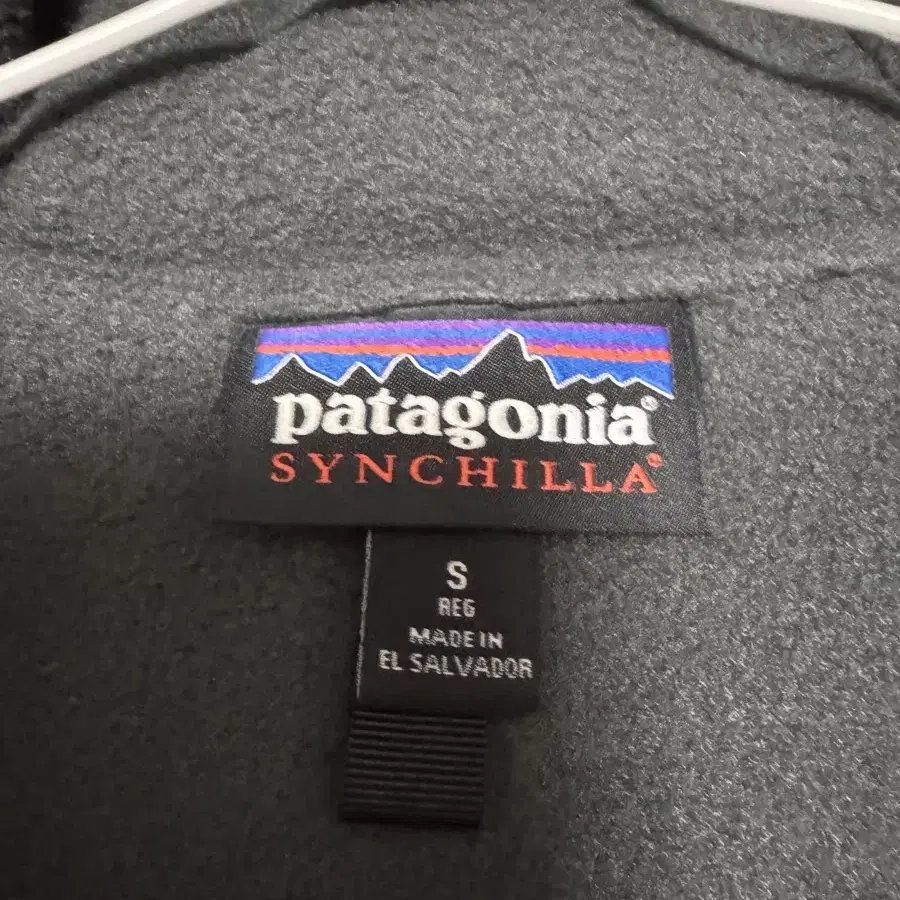 patagonia®
SYNCHILLA®
S
REG
MADE IN
EL SALVADOR